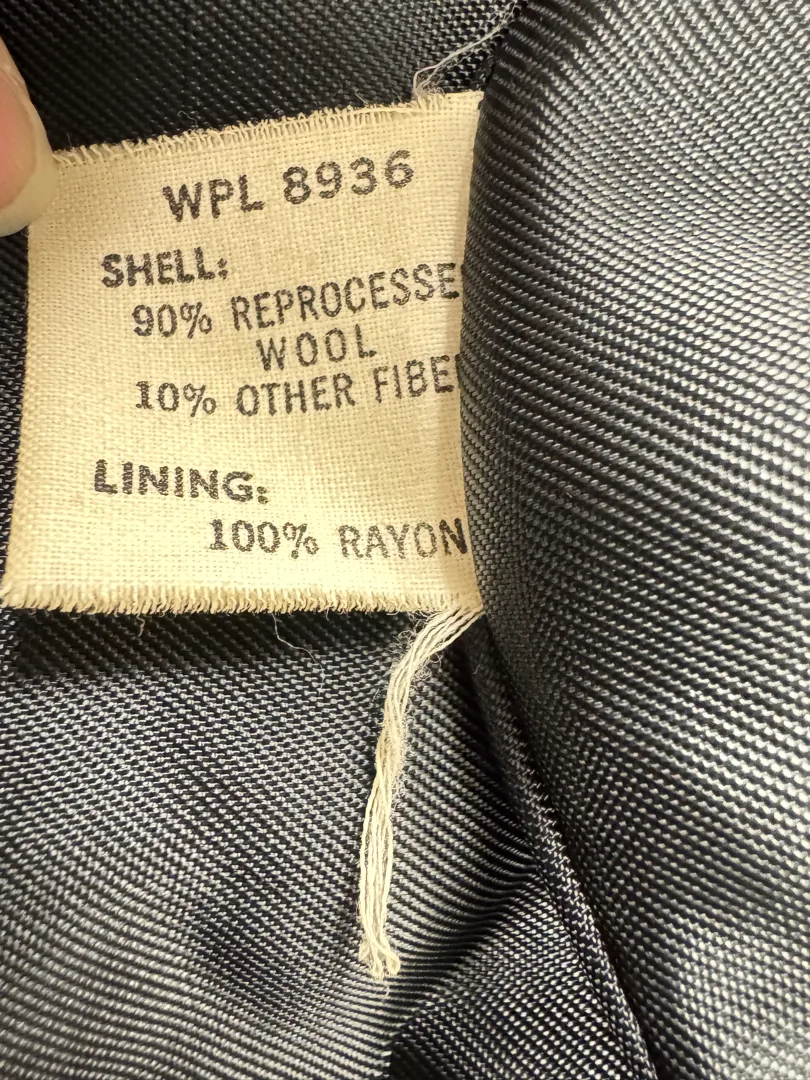 WPL 8936
SHELL:
90% REPROCESSE
WOOL
10% OTHER FIBE
LINING:
100% RAYON